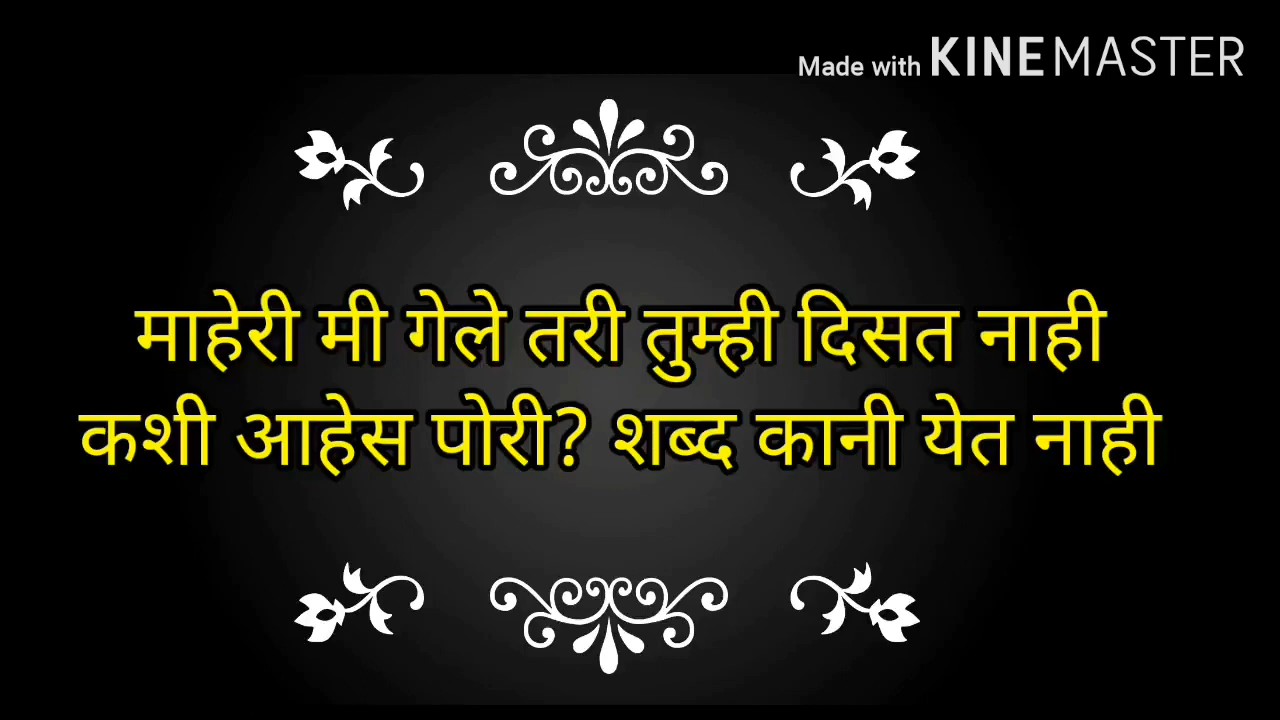 Made with KINEMASTER
माहेरी मी गेले तरी तुम्ही दिसत नाही
कशी आहेस पोरी? शब्द कानी येत नाही